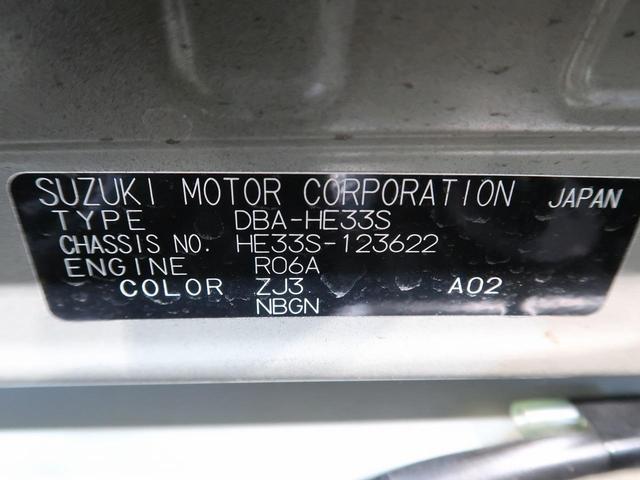 SUZUKI MOTOR CORPORATION JAPAN
TYPE DBA-HE33S
CHASSIS NO. HE33S-123622
ENGINE R06A
COLOR ZJ3 A02
NBGN